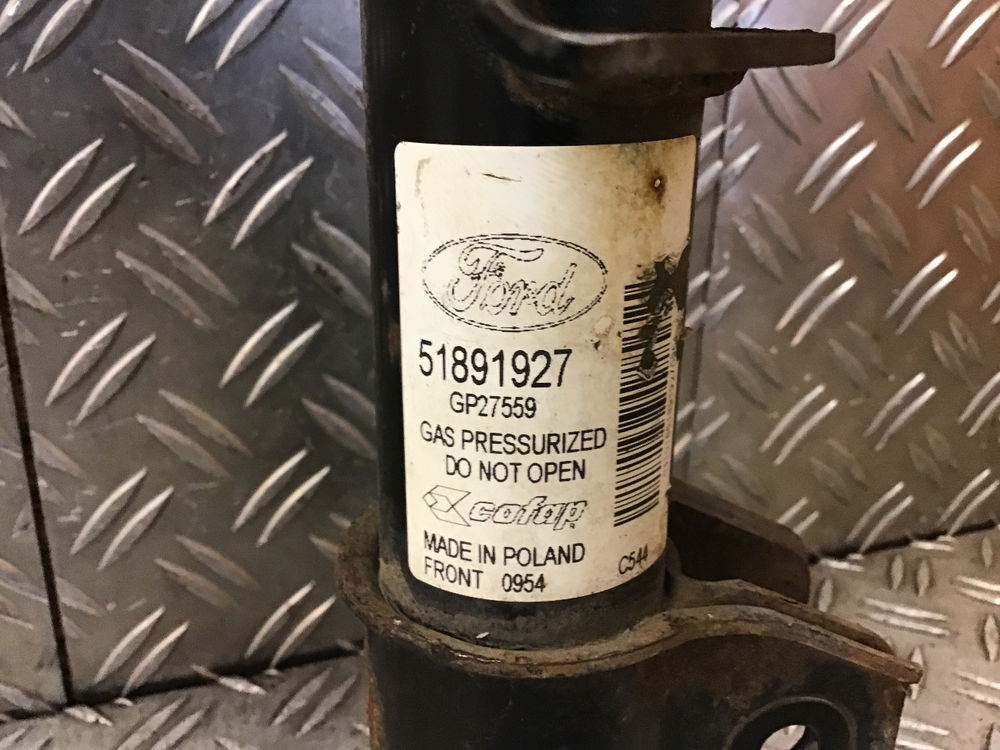 Ford
51891927
GP27559
GAS PRESSURIZED
DO NOT OPEN
cofap
MADE IN POLAND
FRONT 0954
C544